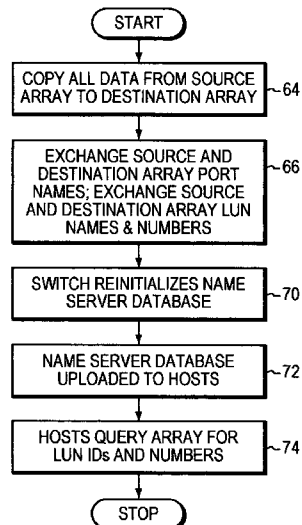 START
COPY ALL DATA FROM SOURCE
ARRAY TO DESTINATION ARRAY
64
EXCHANGE SOURCE AND
DESTINATION ARRAY PORT
NAMES; EXCHANGE SOURCE
AND DESTINATION ARRAY LUN
NAMES & NUMBERS
66
SWITCH REINITIALIZES NAME
SERVER DATABASE
70
NAME SERVER DATABASE
UPLOADED TO HOSTS
72
HOSTS QUERY ARRAY FOR
LUN IDs AND NUMBERS
74
STOP